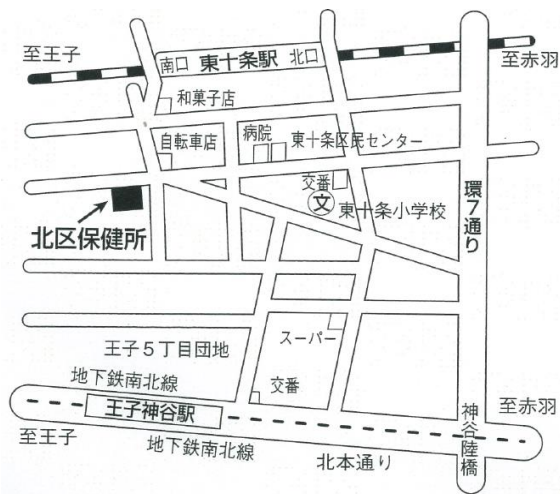 至王子
南口
東十条駅
北口
至赤羽
和菓子店
自転車店
病院
東十条区民センター
交番
文
東十条小学校
環7通り
北区保健所
スーパー
王子5丁目団地
地下鉄南北線
交番
王子神谷駅
神谷陸橋
至赤羽
至王子
地下鉄南北線
北本通り